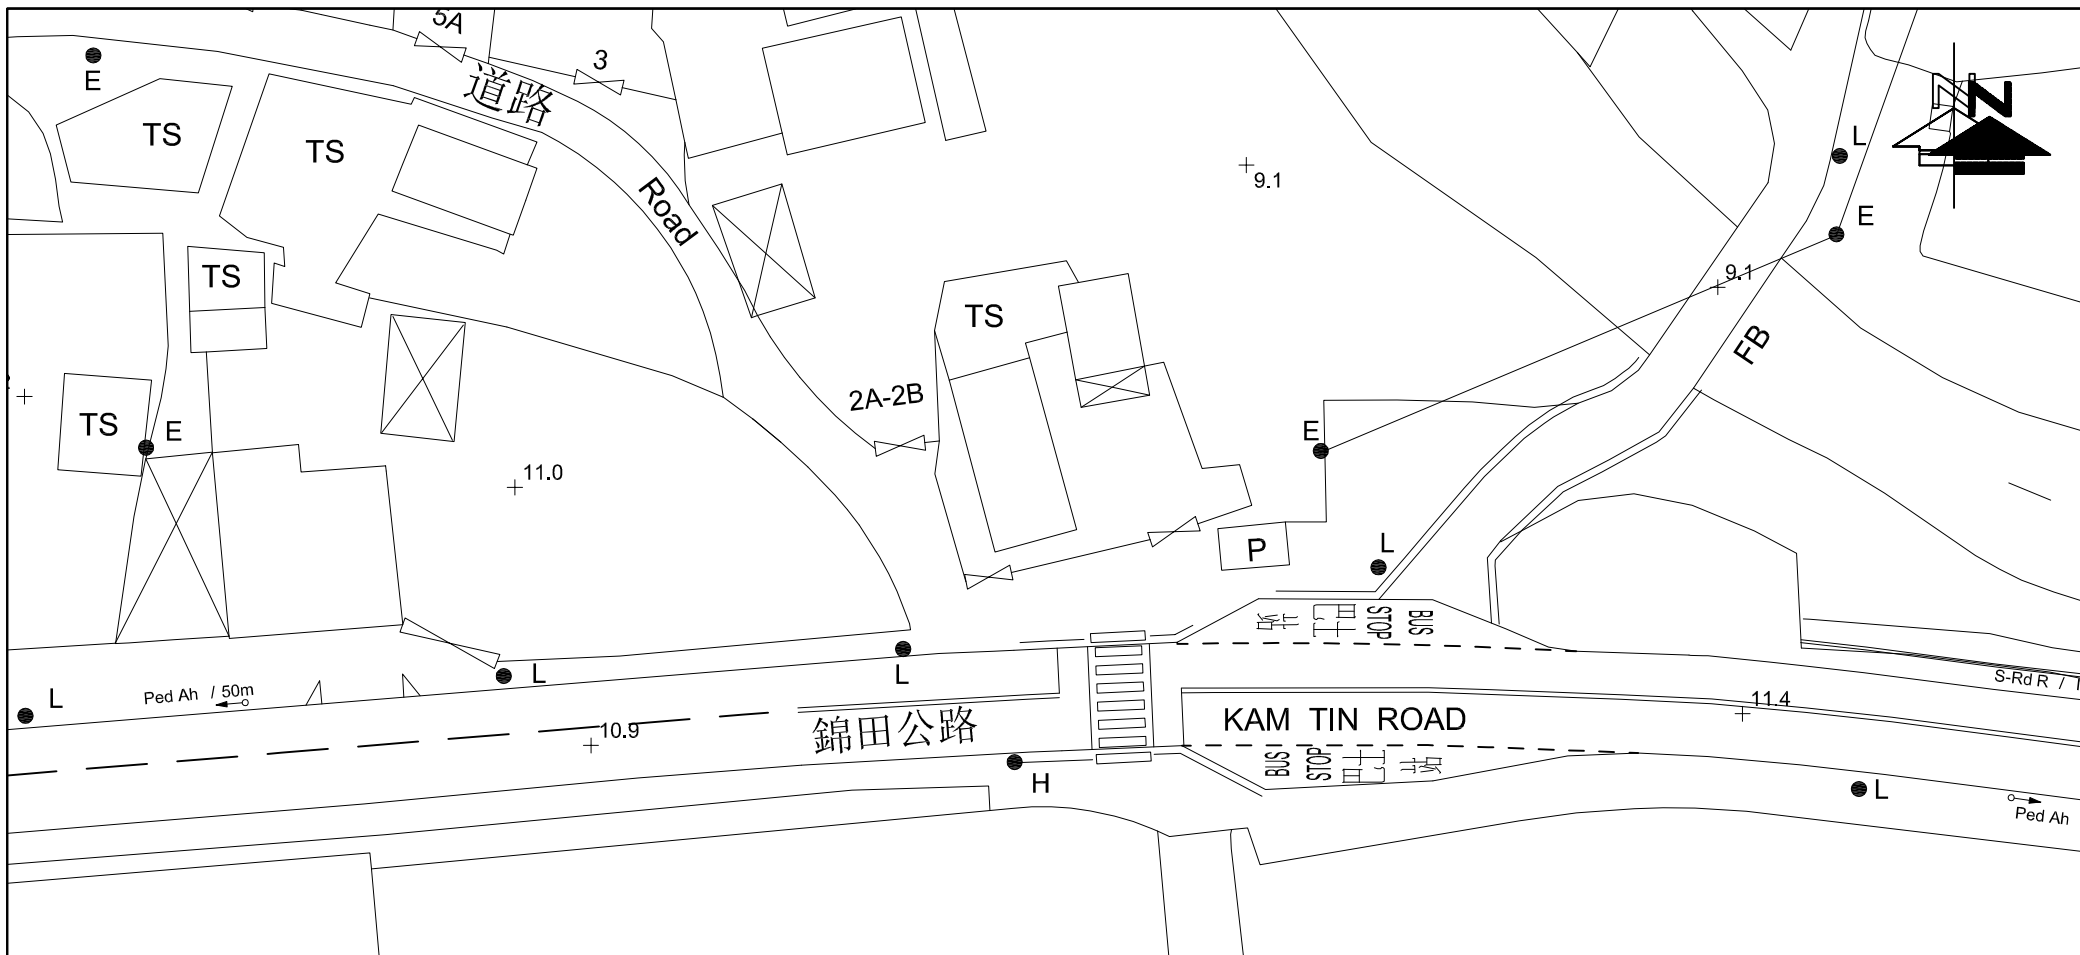 5A
3
E
道路
TS
TS
N
L
9.1
Road
E
TS
9.1
TS
FB
2A-2B
TS
E
E
11.0
P
L
BUS
STOP
巴士
站
L
L
L
Ped Ah / 50m
S-Rd R /
11.4
10.9
錦田公路
KAM TIN ROAD
BUS
STOP
巴士
站
H
L
Ped Ah